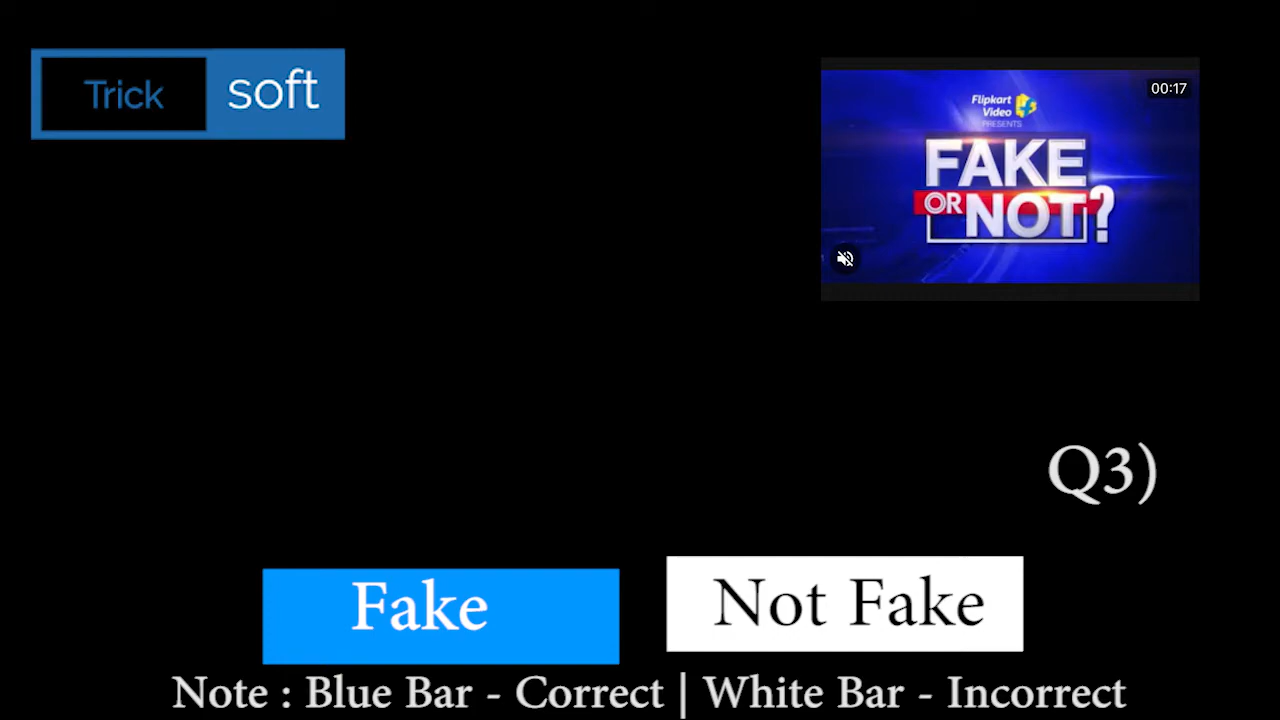 Trick soft
00:17
Flipkart
Video
PRESENTS
FAKE
OR NOT?
Q3)
Fake
Not Fake
Note : Blue Bar - Correct | White Bar - Incorrect